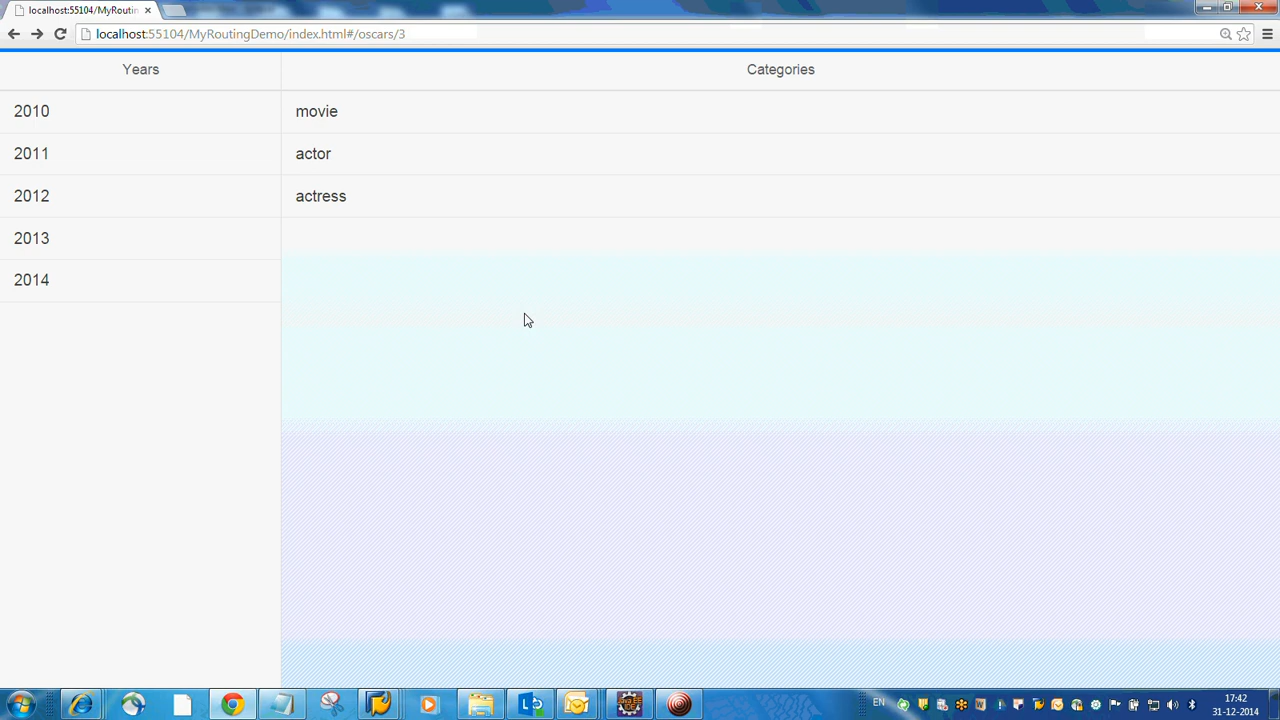 localhost:55104/MyRoutin
localhost:55104/MyRoutingDemo/index.html#/oscars/3
Years
Categories
2010
movie
2011
actor
2012
actress
2013
2014
EN
17:42
31-12-2014